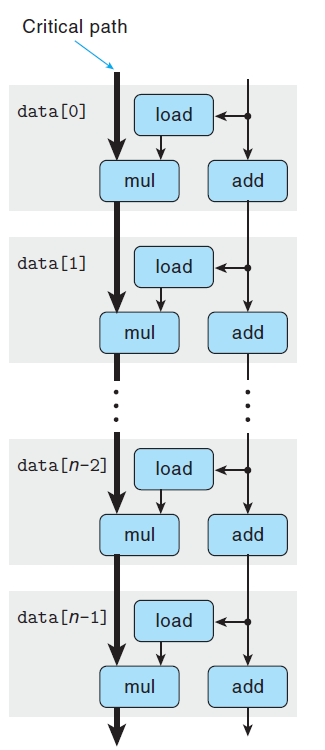 Critical path
data[0]
load
mul
add
data[1]
load
mul
add
data[n-2]
load
mul
add
data[n-1]
load
mul
add